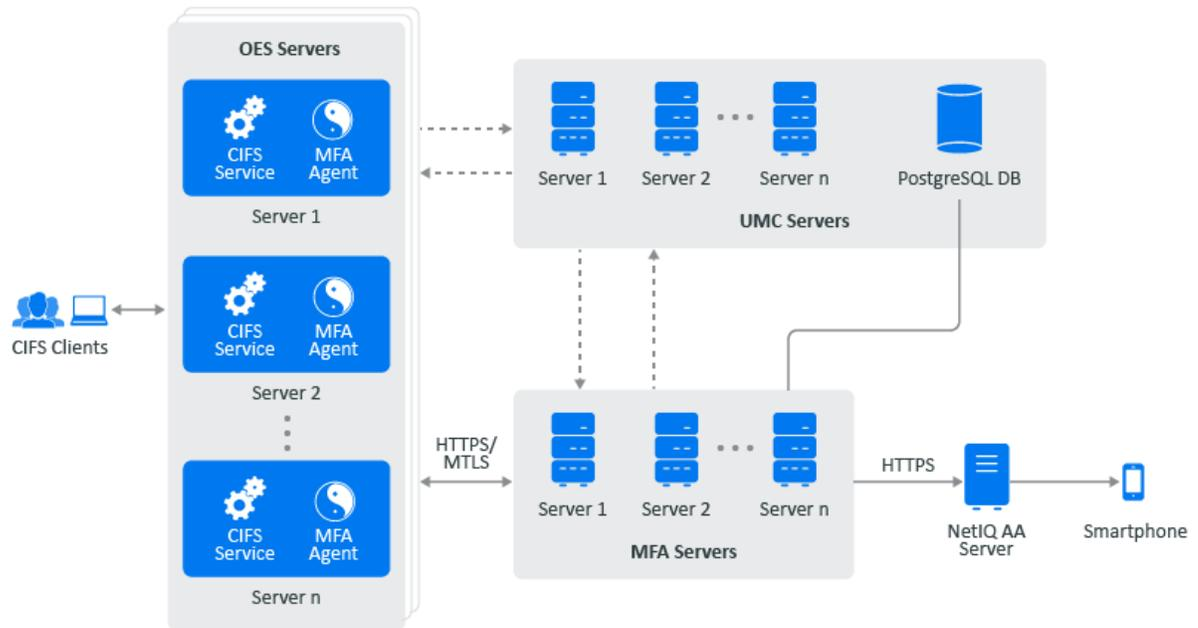 OES Servers
CIFS
Service
MFA
Agent
Server 1
CIFS
Service
MFA
Agent
Server 2
CIFS
Service
MFA
Agent
Server n
CIFS Clients
Server 1
Server 2
Server n
PostgreSQL DB
UMC Servers
HTTPS/
MTLS
Server 1
Server 2
Server n
MFA Servers
HTTPS
NetIQ AA
Server
Smartphone